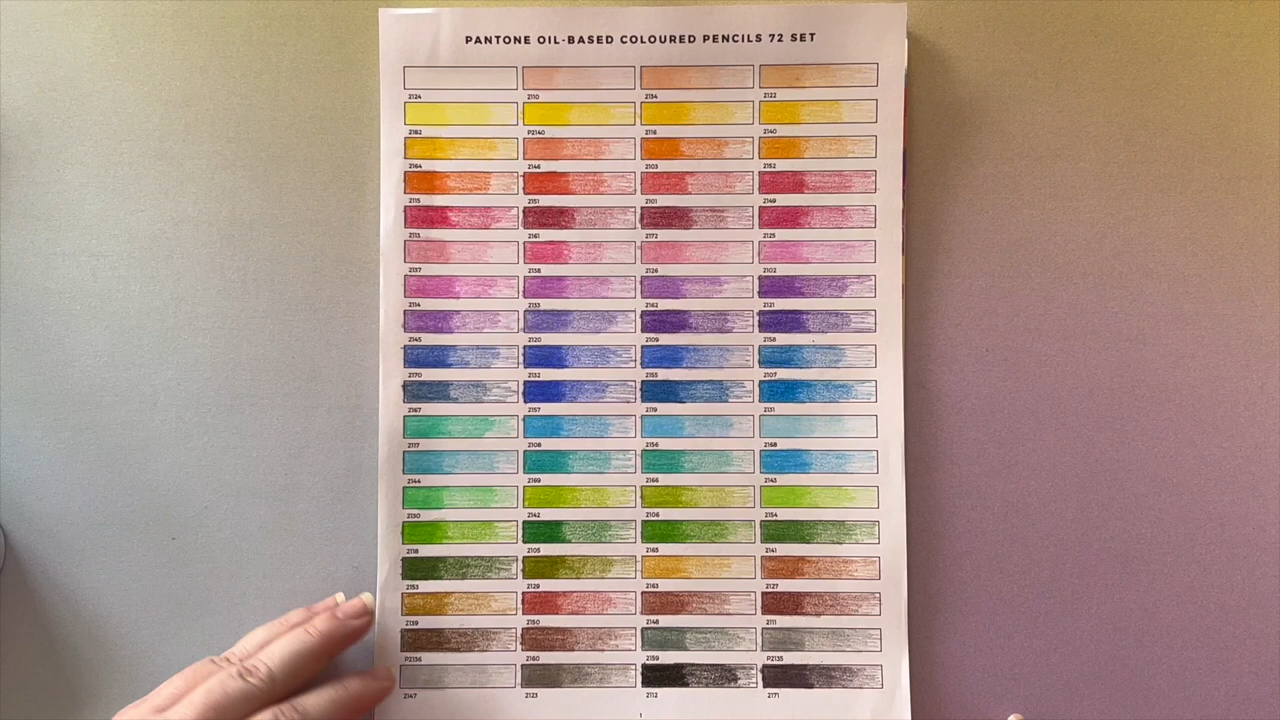 PANTONE OIL-BASED COLOURED PENCILS 72 SET
2124 2110 2134 2122
2182 P2140 2116 2140
2164 2146 2103 2152
2115 2151 2101 2149
2113 2161 2172 2125
2137 2138 2126 2102
2114 2133 2162 2121
2145 2120 2109 2158
2170 2132 2155 2107
2167 2157 2119 2131
2117 2108 2156 2168
2144 2169 2166 2143
2130 2142 2106 2154
2118 2105 2165 2141
2153 2129 2163 2127
2139 2150 2148 2111
P2136 2160 2159 P2135
2147 2123 2112 2171
1